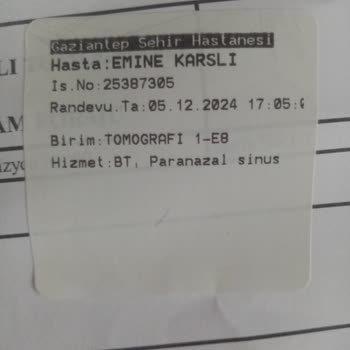 Gaziantep Sehir Hastanesi
Hasta:EMINE KARSLI
Is.No:25387305
Randevu.Ta:05.12.2024 17:05:
Birim:TOMOGRAFI 1-E8
Hizmet:BT, Paranazal sinus